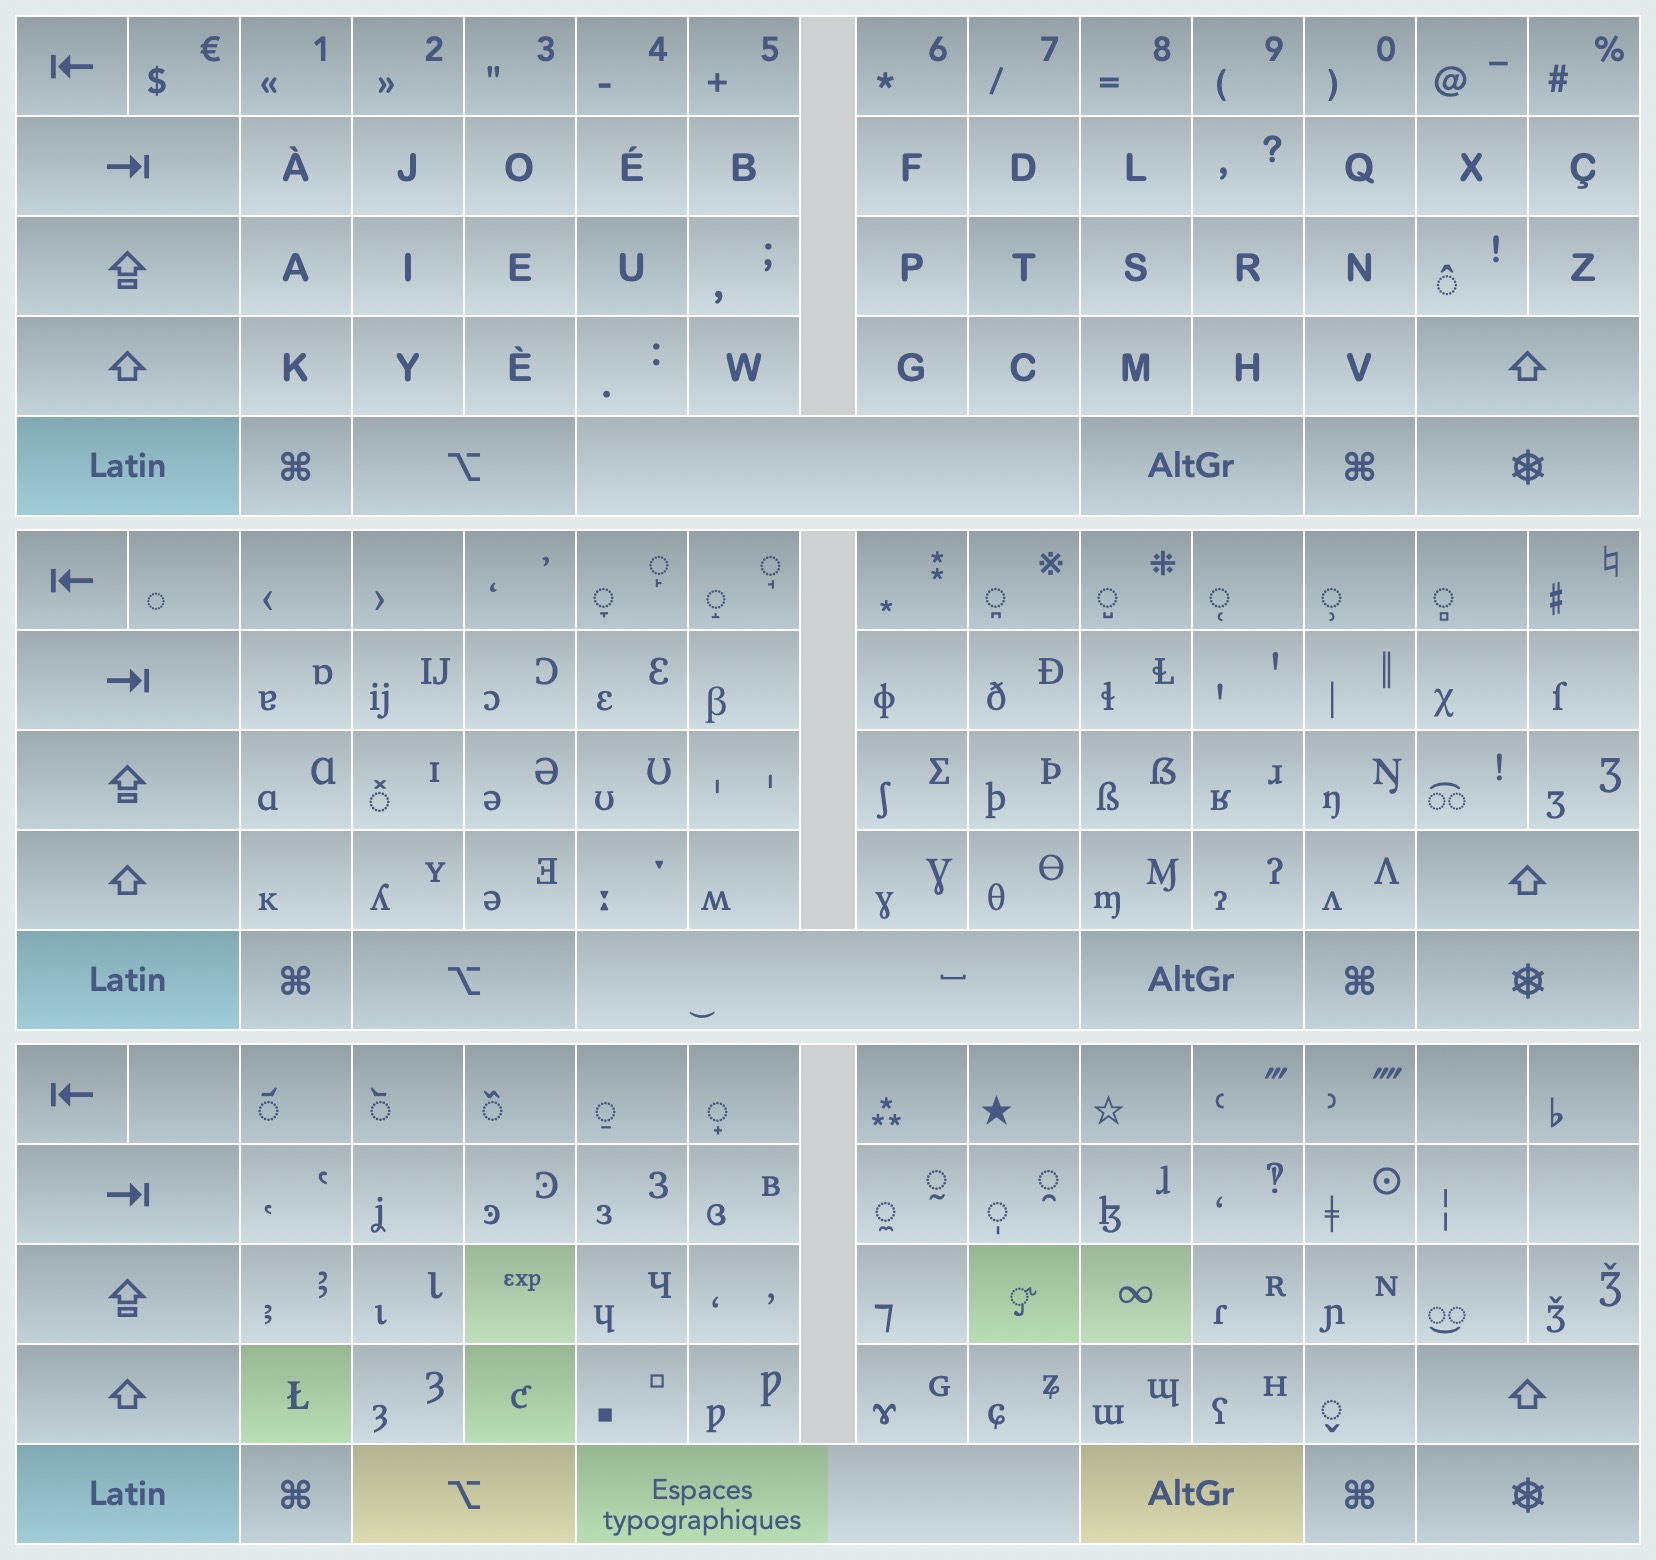 $ € « 1 » 2 " 3 - 4 + 5 * 6 / 7 = 8 ( 9 ) 0 @ _ # %
À J O É B F D L ’ ? Q X Ç
A I E U , ; P T S R N ◌̂ ! Z
K Y È . : W G C M H V
Latin ⌘ ⌥ AltGr ⌘ ⎈
◌ ‹ › ‘ ’ ◌̞ ◌̘ ◌̝ ◌̙ * ⁑ ◌̪ ※ ◌̺ ⁜ ◌̜ ◌̹ ◌̻ ♯ ♮
ɐ ɒ ij IJ ɔ Ɔ ɛ Ɛ β ɸ ð Ð ɫ Ɫ ' ' | ‖ χ ſ
ɑ Ɑ ◌̽ ɪ ə Ə ʊ Ʊ ˌ ˈ ʃ Ʃ þ Þ ß ẞ ʁ ɹ ŋ Ŋ ◌͡◌ ! ʒ Ʒ
ĸ ʎ ʏ ǝ Ǝ ː ˑ ʍ ɣ Ɣ θ ϴ ɱ Ɱ ɂ ʔ ʌ Ʌ
Latin ⌘ ⌥ ‿ ⎵ AltGr ⌘ ⎈
◌᷄ ◌᷅ ◌̠ ◌̟ ⁂ ★ ☆ ʿ ʾ ♭
ʝ ɜ ɞ ʙ ◌̼ ◌̰ ◌̩ ◌̯ ɮ ʇ ‘ ‽ ǂ ʘ ¦
ɩ Ɩ ɛxp ɥ ‘ ’ ˥ ∞ ɾ ʀ ɲ ɴ ◌͜◌ ǯ Ǯ
Ł ȝ Ȝ ƈ ▪ ▫ ƿ ɤ ɢ ɕ ʑ ɯ ʕ ʜ ◌̬
Latin ⌘ ⌥ Espaces
typographiques AltGr ⌘ ⎈